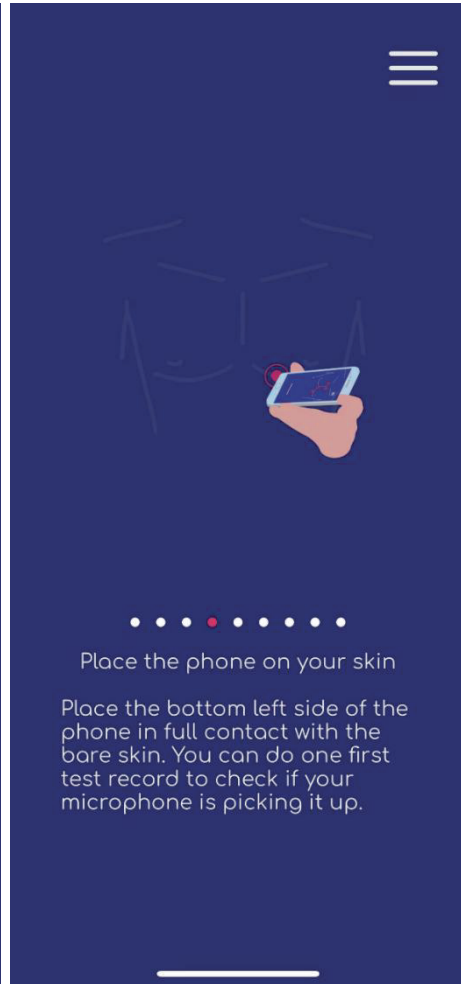 Place the phone on your skin
Place the bottom left side of the
phone in full contact with the
bare skin. You can do one first
test record to check if your
microphone is picking it up.